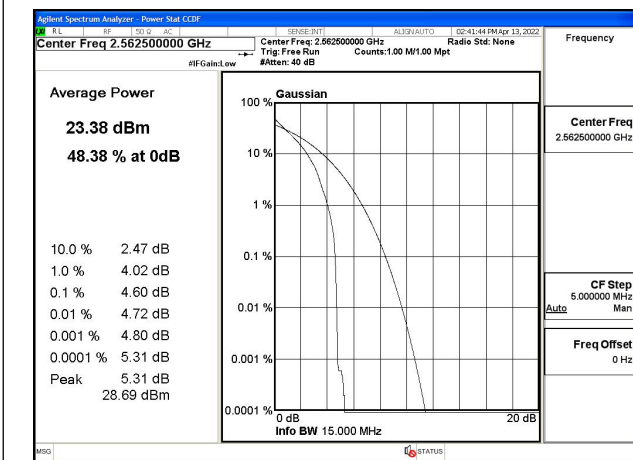 Agilent Spectrum Analyzer - Power Stat CCDF
RL RF 50 Ω AC SENSE:INT ALIGN AUTO 02:41:44 PM Apr 13, 2022
Center Freq 2.562500000 GHz
Center Freq: 2.562500000 GHz Radio Std: None
Trig: Free Run Counts:1.00 M/1.00 Mpt
#IFGain:Low #Atten: 40 dB
Frequency
Average Power
23.38 dBm
48.38 % at 0dB
10.0 % 2.47 dB
1.0 % 4.02 dB
0.1 % 4.60 dB
0.01 % 4.72 dB
0.001 % 4.80 dB
0.0001 % 5.31 dB
Peak 5.31 dB
28.69 dBm
Gaussian
100 %
10 %
1 %
0.1 %
0.01 %
0.001 %
0.0001 %
0 dB 20 dB
Info BW 15.000 MHz
Center Freq
2.562500000 GHz
CF Step
5.000000 MHz
Auto Man
Freq Offset
0 Hz
MSG STATUS